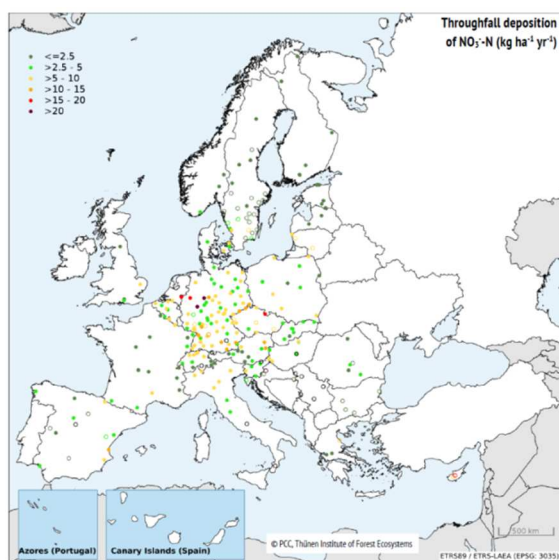 Throughfall deposition
of NO₃⁻-N (kg ha⁻¹ yr⁻¹)
<=2.5
>2.5 - 5
>5 - 10
>10 - 15
>15 - 20
>20
500 km
Azores (Portugal)
Canary Islands (Spain)
© PCC, Thünen Institute of Forest Ecosystems
ETRS89 / ETRS-LAEA (EPSG: 3035)